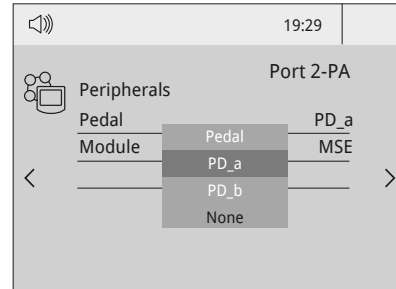 19:29
Port 2-PA
Peripherals
Pedal PD_a
Module MSE
Pedal
PD_a
PD_b
None